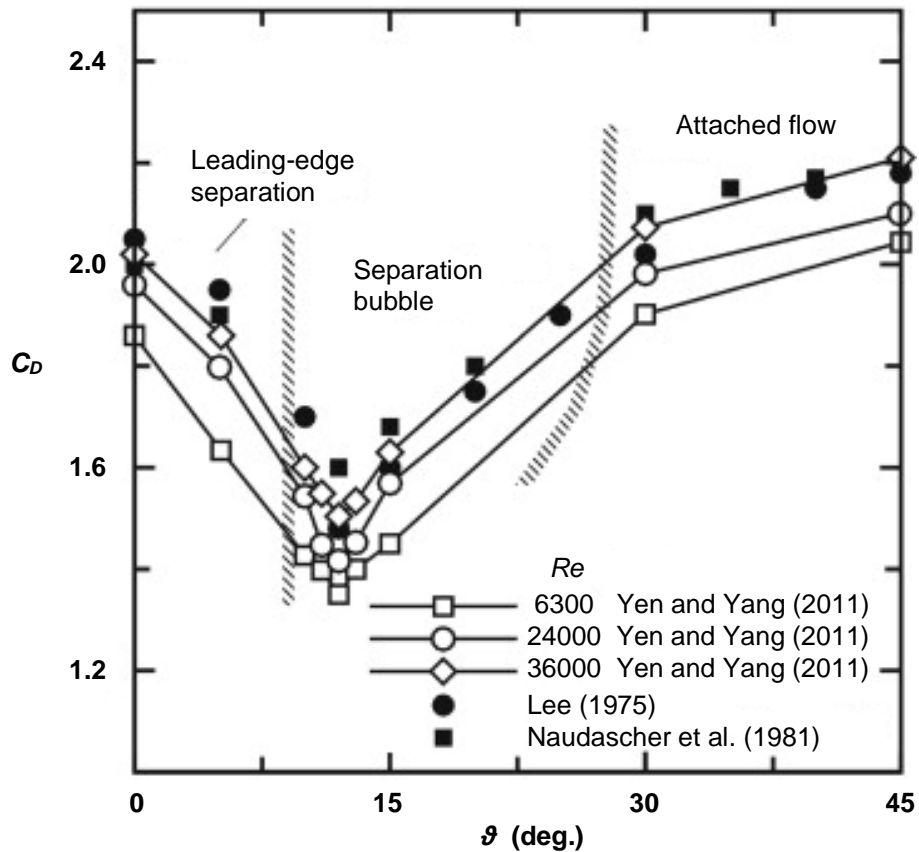 2.4
Attached flow
Leading-edge
separation
2.0
Separation
bubble
C_D
1.6
Re
6300 Yen and Yang (2011)
24000 Yen and Yang (2011)
36000 Yen and Yang (2011)
1.2
Lee (1975)
Naudascher et al. (1981)
0 15 30 45
ϑ (deg.)